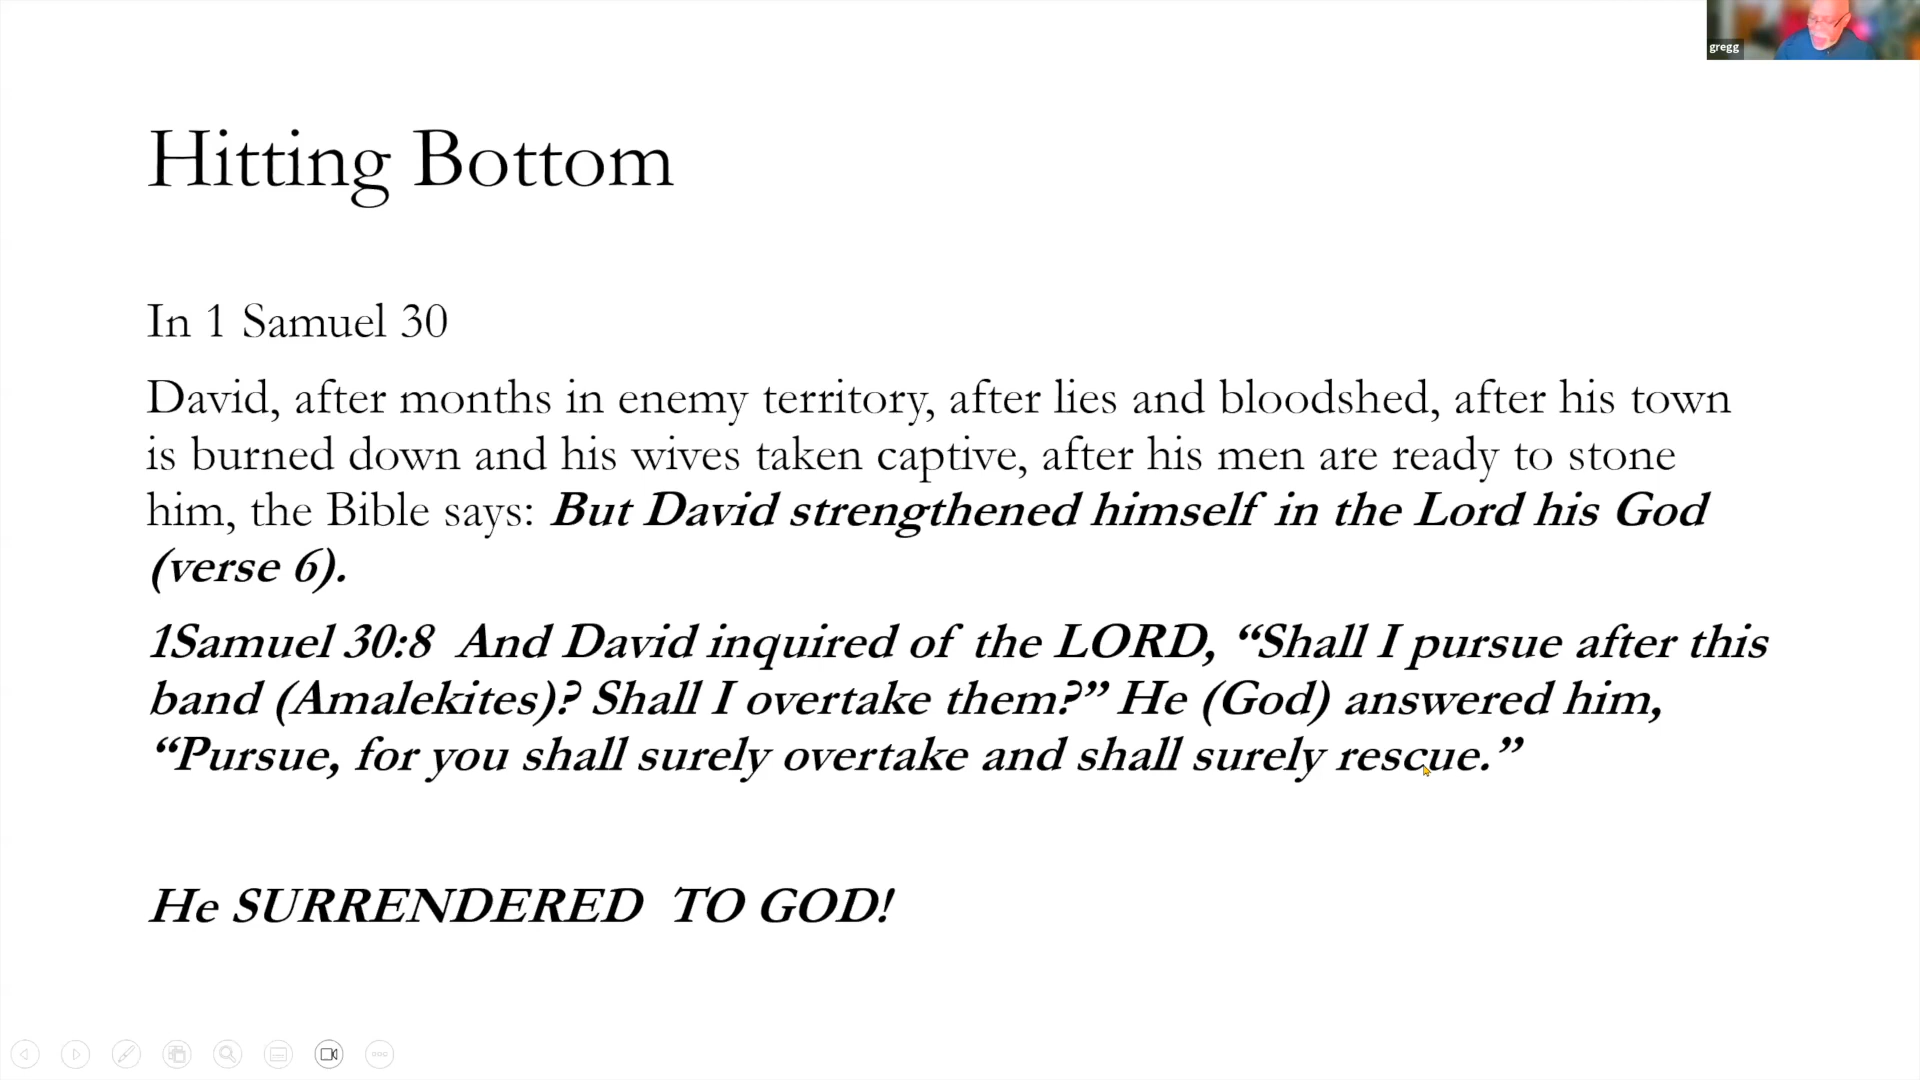 gregg
Hitting Bottom
In 1 Samuel 30
David, after months in enemy territory, after lies and bloodshed, after his town
is burned down and his wives taken captive, after his men are ready to stone
him, the Bible says: But David strengthened himself in the Lord his God
(verse 6).
1Samuel 30:8  And David inquired of the LORD, “Shall I pursue after this
band (Amalekites)? Shall I overtake them?” He (God) answered him,
“Pursue, for you shall surely overtake and shall surely rescue.”
He SURRENDERED  TO GOD!